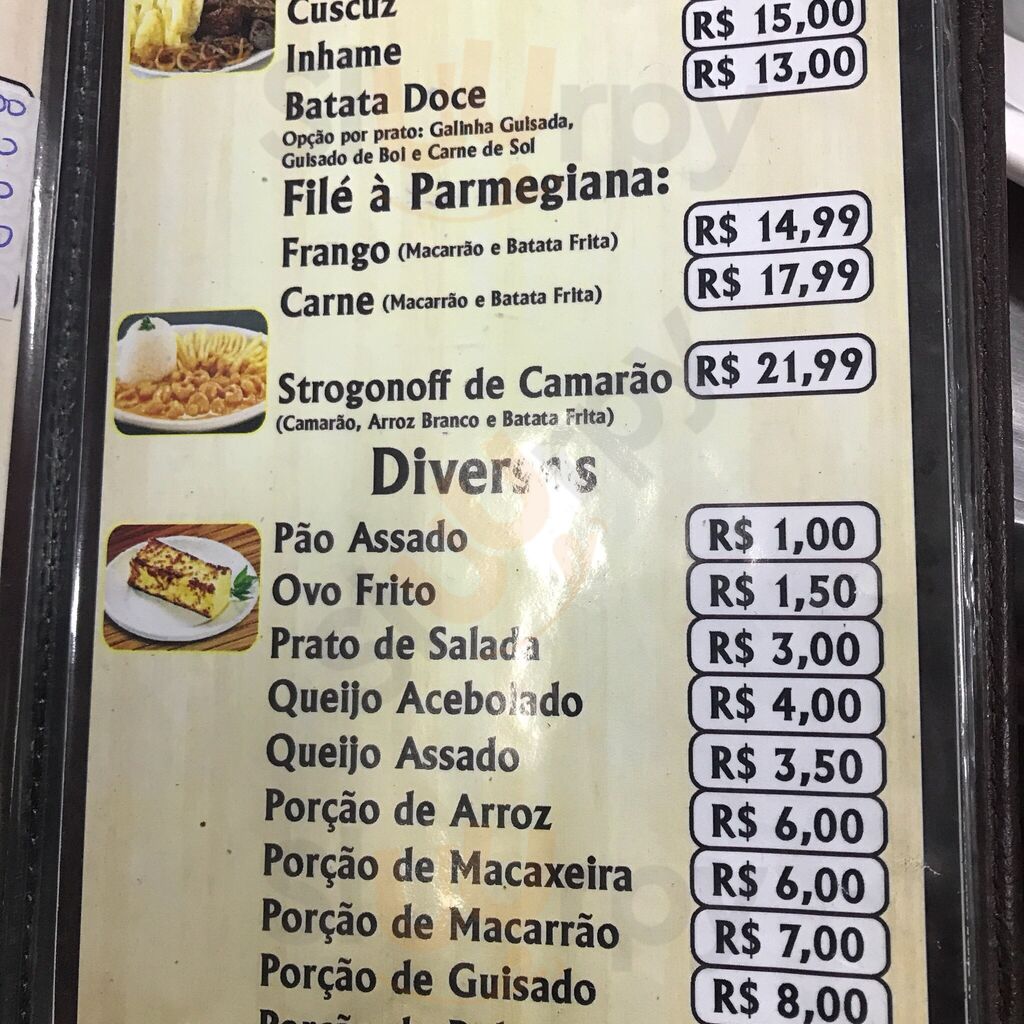 Cuscuz R$ 15,00
Inhame R$ 13,00
Batata Doce
Opção por prato: Galinha Guisada,
Guisado de Boi e Carne de Sol
Filé à Parmegiana:
Frango (Macarrão e Batata Frita) R$ 14,99
Carne (Macarrão e Batata Frita) R$ 17,99
Strogonoff de Camarão R$ 21,99
(Camarão, Arroz Branco e Batata Frita)
Diversos
Pão Assado R$ 1,00
Ovo Frito R$ 1,50
Prato de Salada R$ 3,00
Queijo Acebolado R$ 4,00
Queijo Assado R$ 3,50
Porção de Arroz R$ 6,00
Porção de Macaxeira R$ 6,00
Porção de Macarrão R$ 7,00
Porção de Guisado R$ 8,00